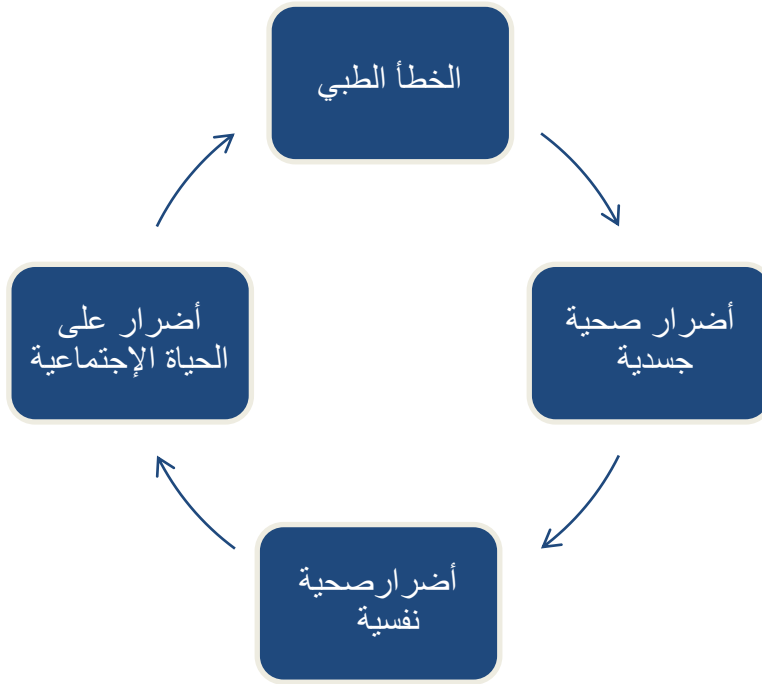 الخطأ الطبي
أضرار صحية
جسدية
أضرارصحية
نفسية
أضرار على
الحياة الإجتماعية